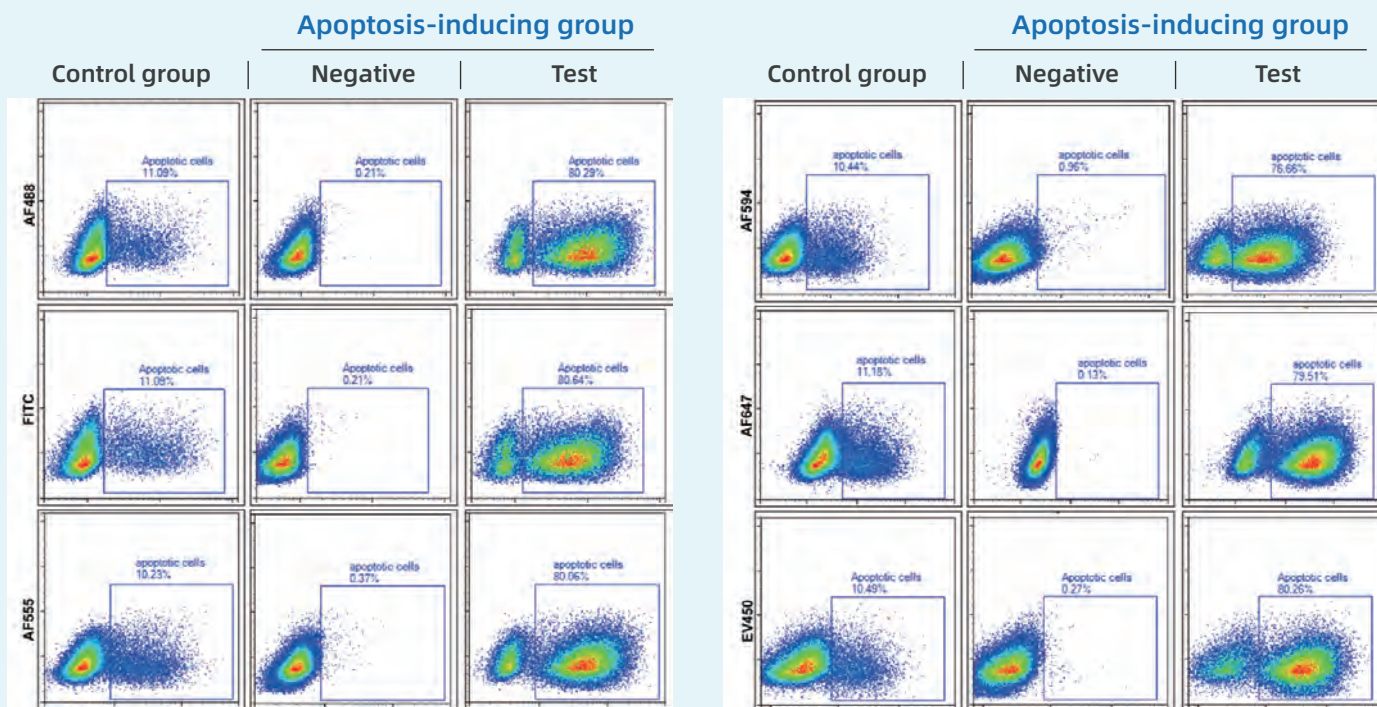 Apoptosis-inducing group
Control group | Negative | Test
AF488
Apoptotic cells
11.09%
Apoptotic cells
0.21%
Apoptotic cells
80.29%
FITC
Apoptotic cells
11.09%
Apoptotic cells
0.21%
Apoptotic cells
80.64%
AF555
apoptotic cells
10.23%
apoptotic cells
0.37%
apoptotic cells
80.06%
Apoptosis-inducing group
Control group | Negative | Test
AF594
apoptotic cells
10.44%
apoptotic cells
0.96%
apoptotic cells
76.66%
AF647
apoptotic cells
11.18%
apoptotic cells
0.13%
apoptotic cells
79.51%
EV450
Apoptotic cells
10.49%
Apoptotic cells
0.27%
Apoptotic cells
80.26%